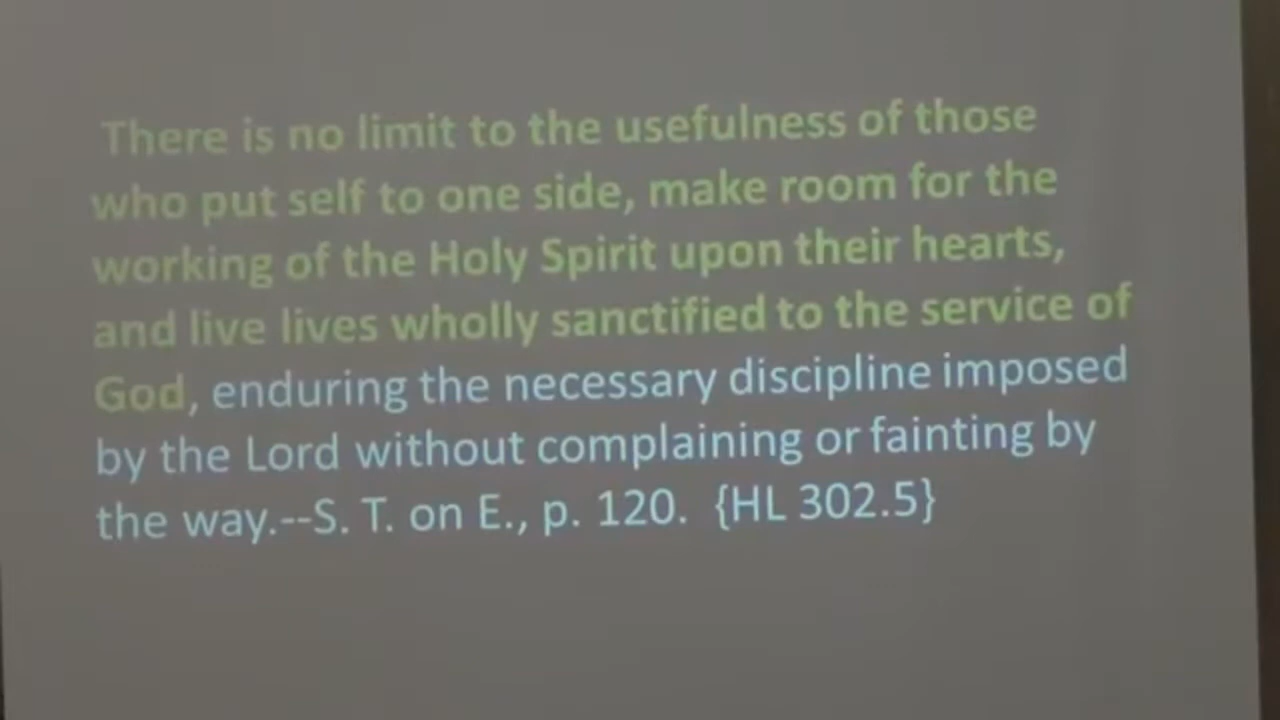 There is no limit to the usefulness of those
who put self to one side, make room for the
working of the Holy Spirit upon their hearts,
and live lives wholly sanctified to the service of
God, enduring the necessary discipline imposed
by the Lord without complaining or fainting by
the way.--S. T. on E., p. 120.  {HL 302.5}